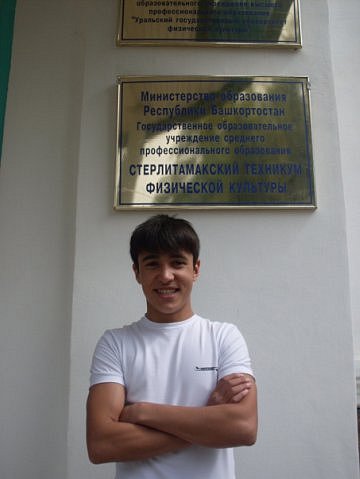 образовательного учреждения высшего
профессионального образования
"Уральский государственный университет
физической культуры"
Министерство образования
Республики Башкортостан
Государственное образовательное
учреждение среднего
профессионального образования
СТЕРЛИТАМАКСКИЙ ТЕХНИКУМ
ФИЗИЧЕСКОЙ КУЛЬТУРЫ